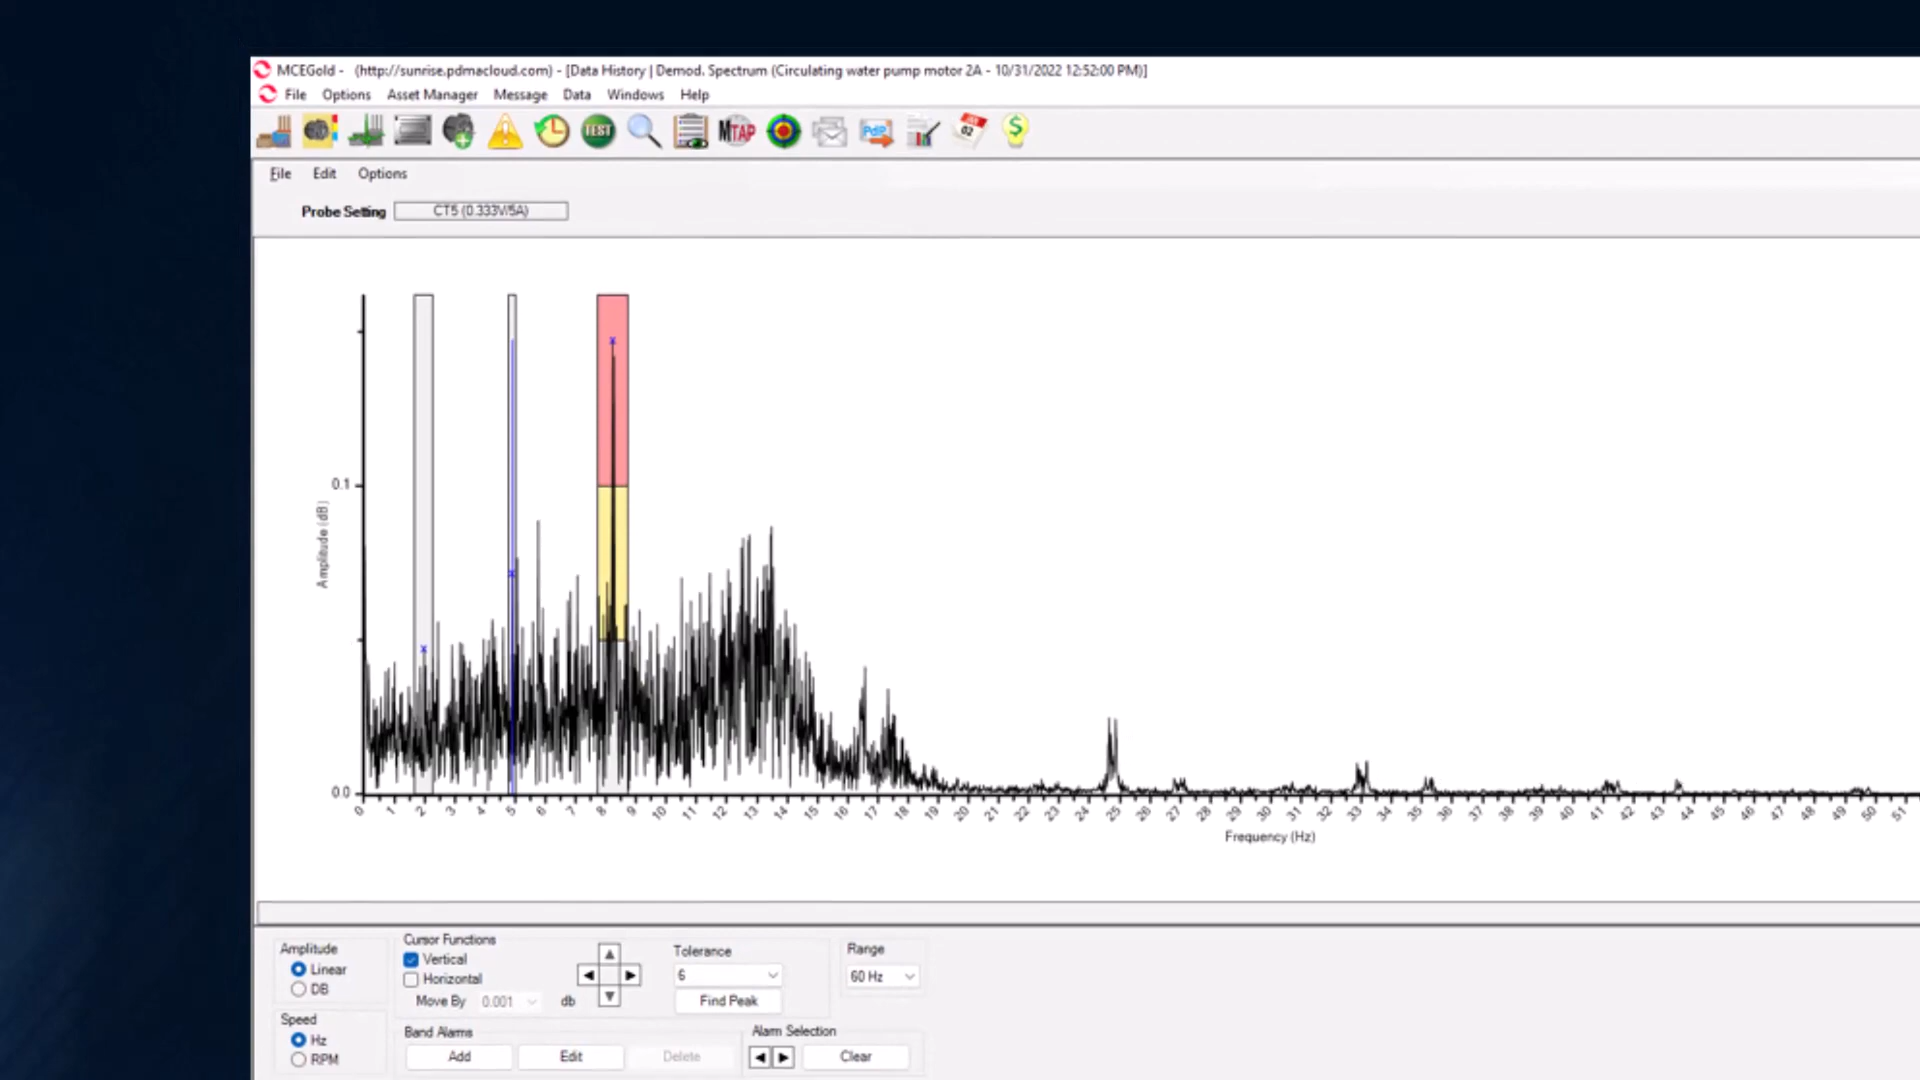 MCEGold - (http://sunrise.pdmacloud.com) - [Data History | Demod. Spectrum (Circulating water pump motor 2A - 10/31/2022 12:52:00 PM)]
File Options Asset Manager Message Data Windows Help
TEST MTAP PdP 02 $
File Edit Options
Probe Setting CT5 (0.333V/5A)
0.1
Amplitude (dB)
0.0
0 1 2 3 4 5 6 7 8 9 10 11 12 13 14 15 16 17 18 19 20 21 22 23 24 25 26 27 28 29 30 31 32 33 34 35 36 37 38 39 40 41 42 43 44 45 46 47 48 49 50 51
Frequency (Hz)
Amplitude
Linear
DB
Speed
Hz
RPM
Cursor Functions
Vertical
Horizontal
Move By 0.001 db
Tolerance
6
Find Peak
Range
60 Hz
Band Alarms
Add Edit Delete
Alarm Selection
Clear